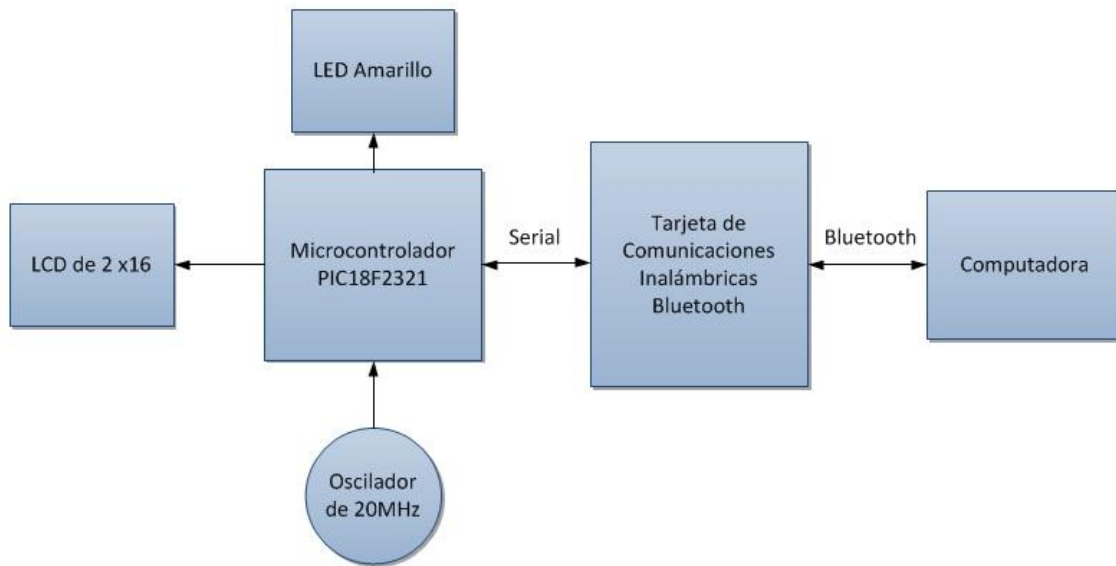 LED Amarillo
LCD de 2 x16
Microcontrolador
PIC18F2321
Serial
Tarjeta de
Comunicaciones
Inalámbricas
Bluetooth
Bluetooth
Computadora
Oscilador
de 20MHz